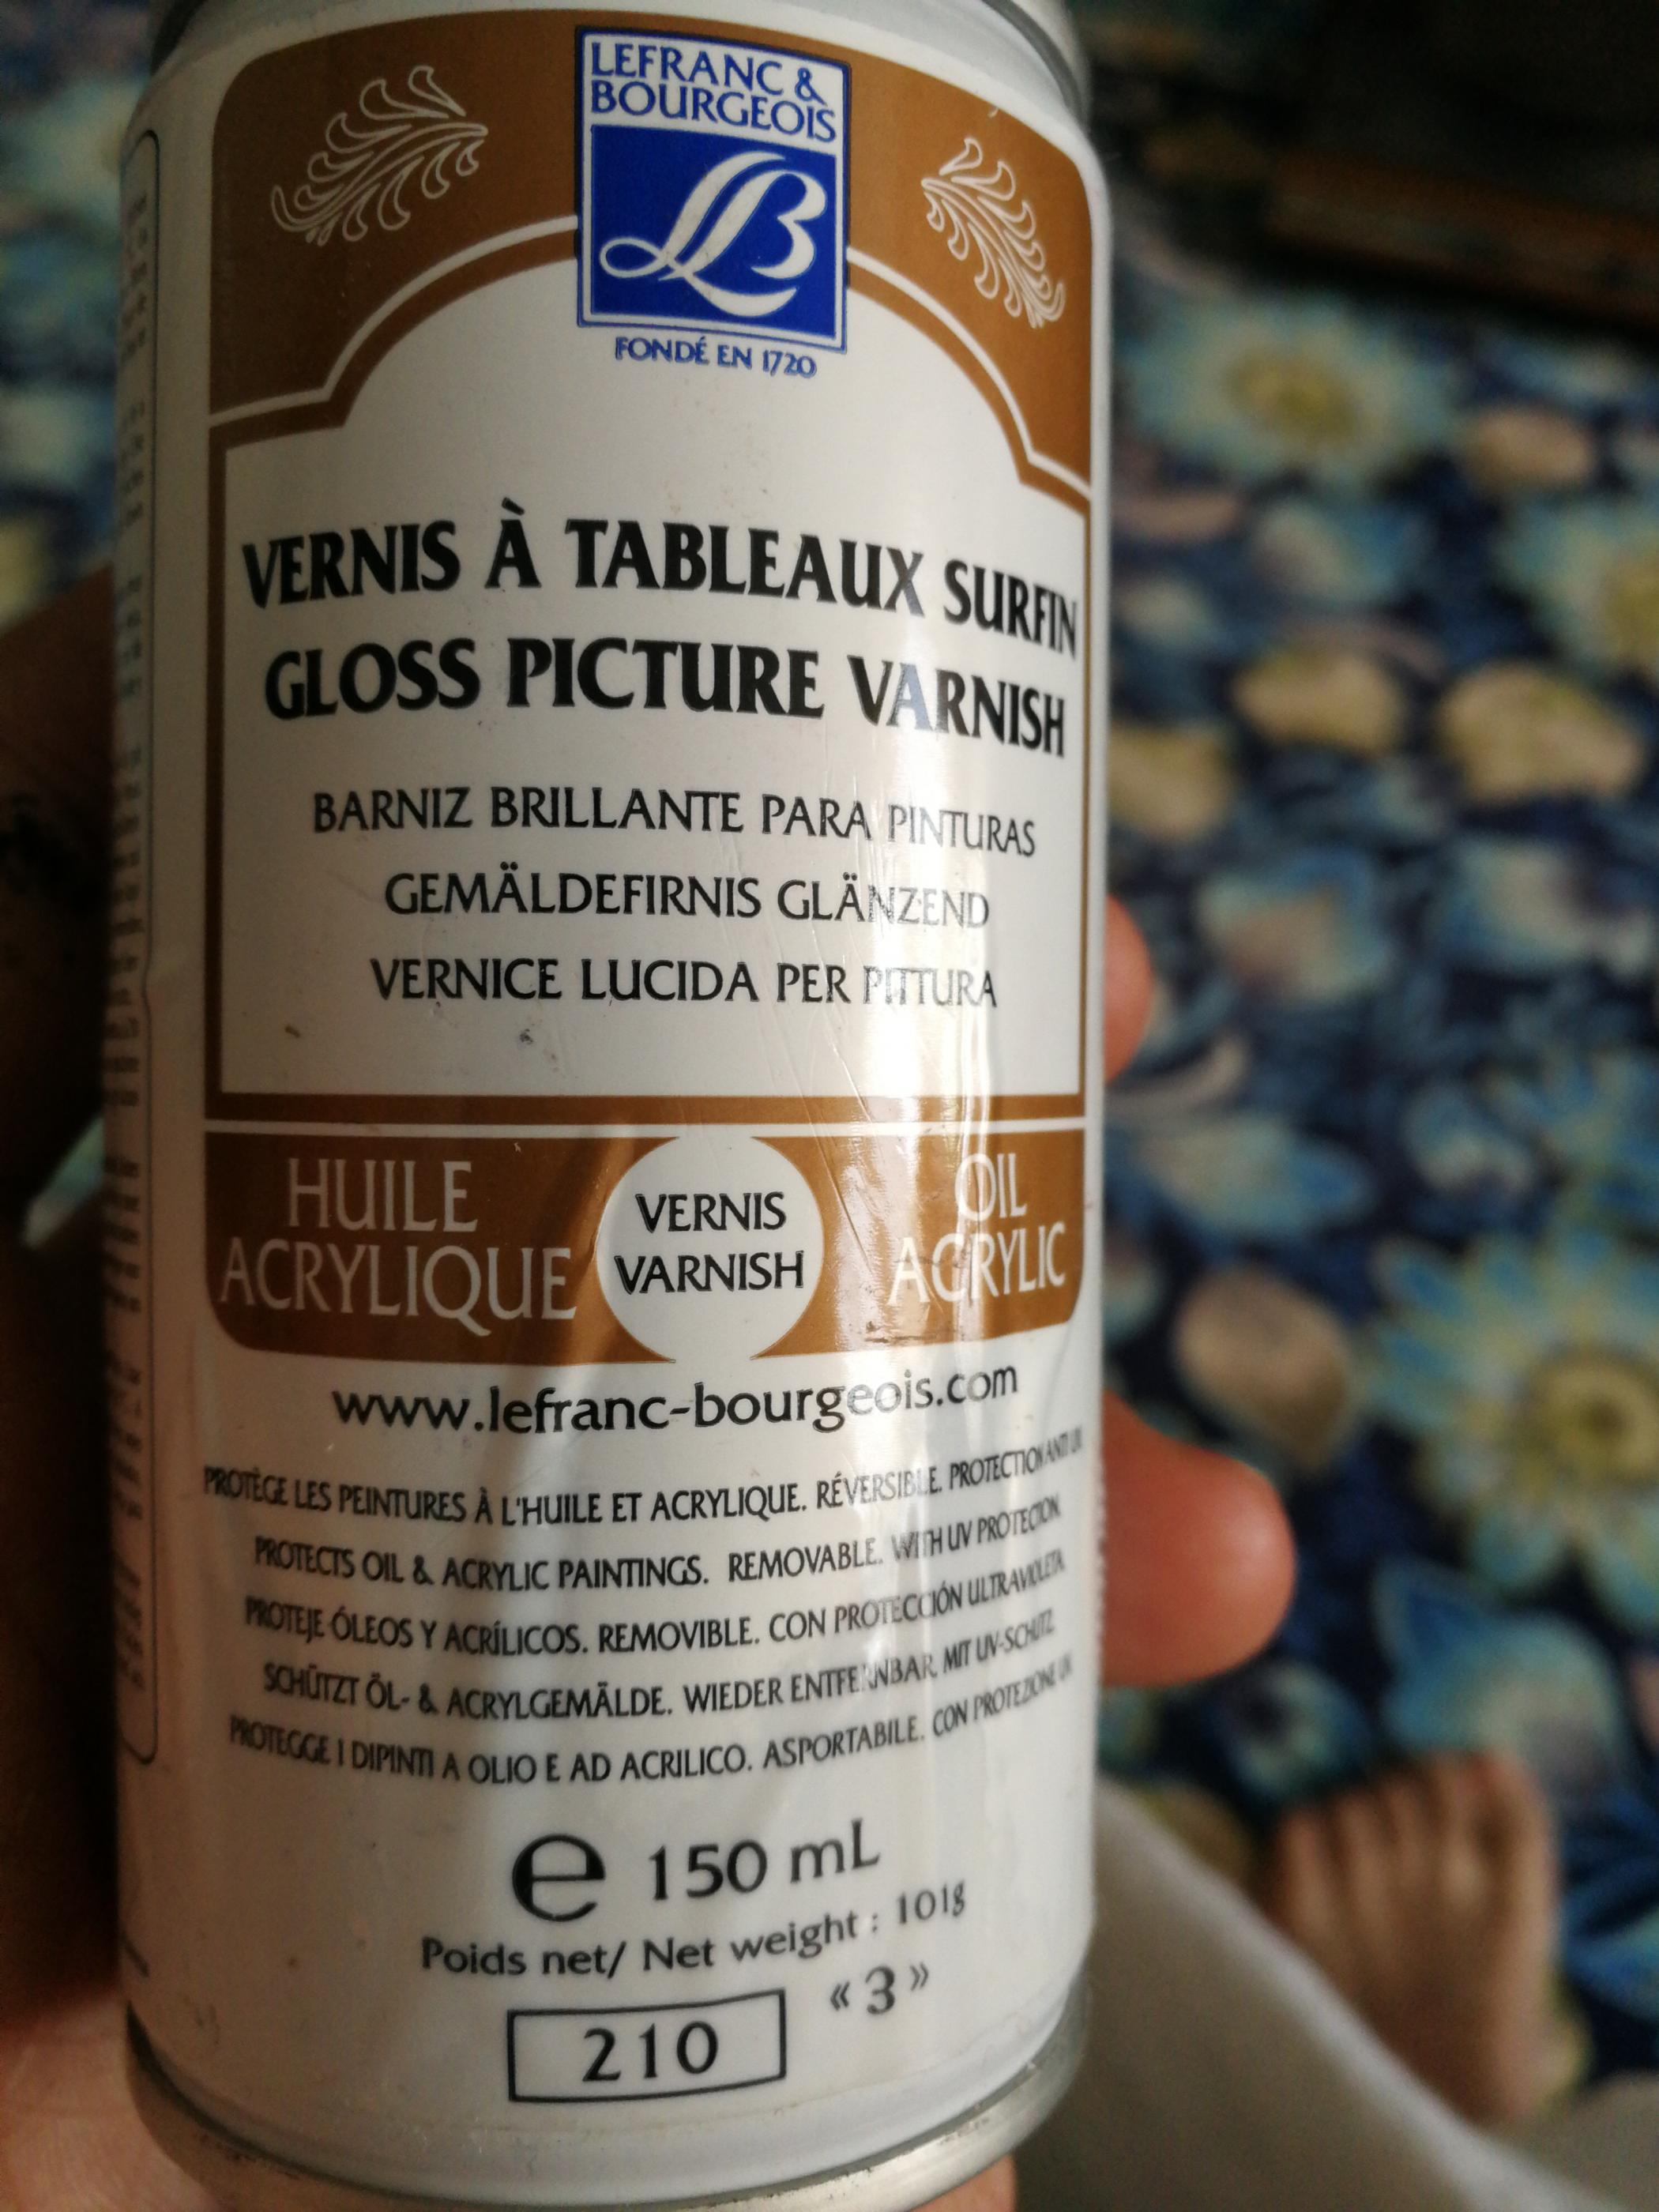 LEFRANC &
BOURGEOIS
LB
FONDÉ EN 1720
VERNIS À TABLEAUX SURFIN
GLOSS PICTURE VARNISH
BARNIZ BRILLANTE PARA PINTURAS
GEMÄLDEFIRNIS GLÄNZEND
VERNICE LUCIDA PER PITTURA
HUILE
ACRYLIQUE
VERNIS
VARNISH
OIL
ACRYLIC
www.lefranc-bourgeois.com
PROTÈGE LES PEINTURES À L'HUILE ET ACRYLIQUE. RÉVERSIBLE. PROTECTION ANTI UV
PROTECTS OIL & ACRYLIC PAINTINGS. REMOVABLE. WITH UV PROTECTION
PROTEJE ÓLEOS Y ACRÍLICOS. REMOVIBLE. CON PROTECCIÓN ULTRAVIOLETA
SCHÜTZT ÖL- & ACRYLGEMÄLDE. WIEDER ENTFERNBAR. MIT UV-SCHUTZ
PROTEGGE I DIPINTI A OLIO E AD ACRILICO. ASPORTABILE. CON PROTEZIONE UV
e 150 mL
Poids net/ Net weight : 101g
210 «3»